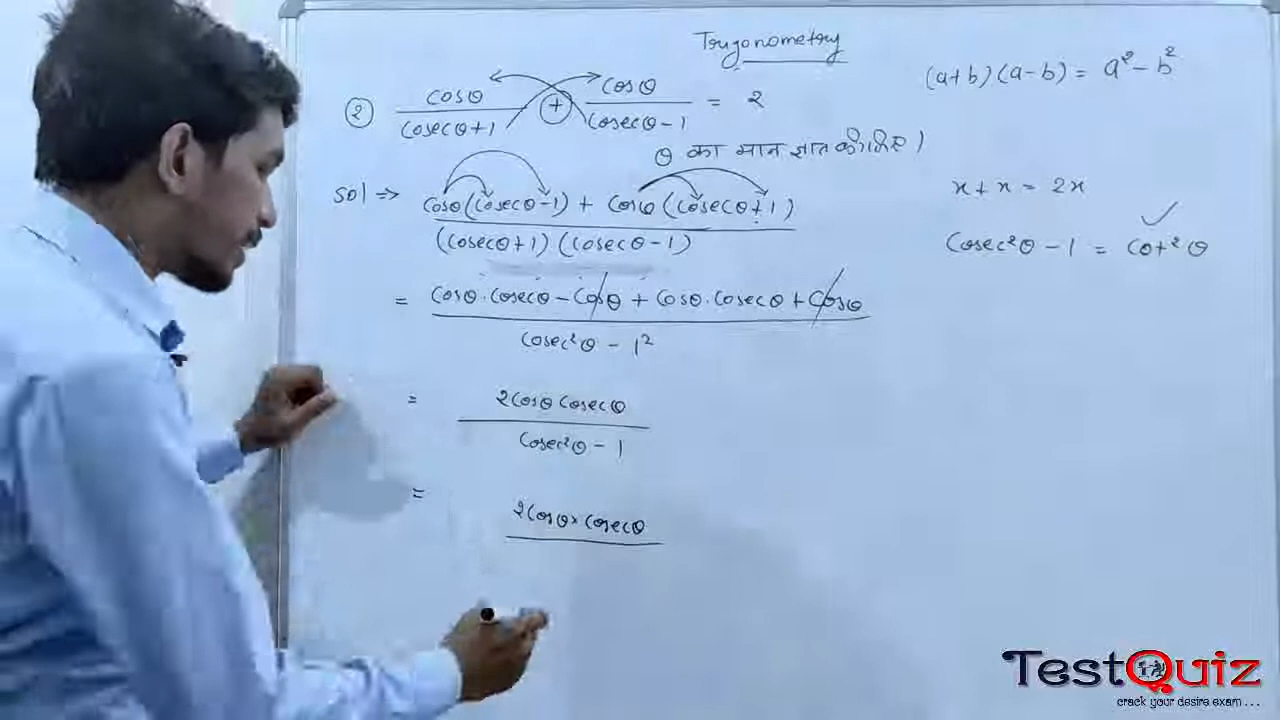 Trigonometry
(a+b)(a-b) = a² - b²
② cosθ/(cosecθ+1) + cosθ/(cosecθ-1) = 2
θ का मान ज्ञात कीजिए।
x + x = 2x
sol ⇒ (cosθ(cosecθ-1) + cosθ(cosecθ+1))/((cosecθ+1)(cosecθ-1))
cosec²θ - 1 = cot²θ ✓
= (cosθ.cosecθ - cosθ + cosθ.cosecθ + cosθ)/(cosec²θ - 1²)
= 2cosθ cosecθ/(cosec²θ - 1)
= 2cosθ×cosecθ
TestQuiz
crack your desire exam ...